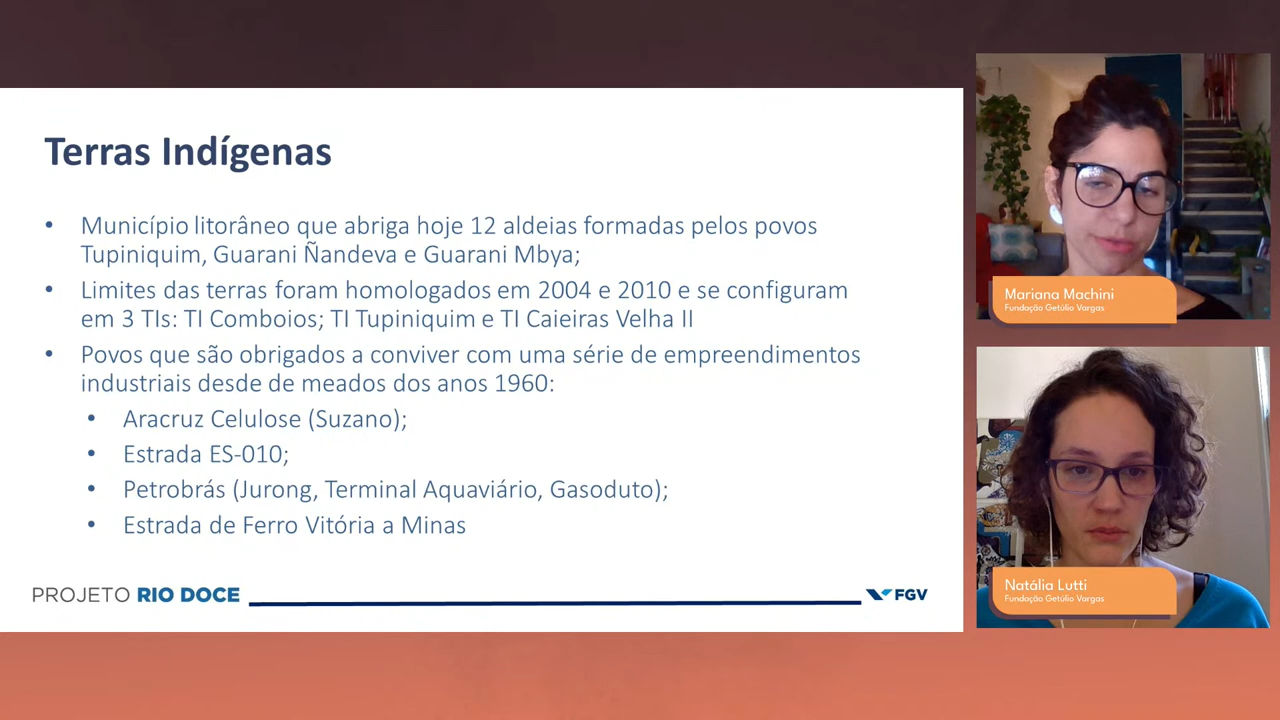 Terras Indígenas
• Município litorâneo que abriga hoje 12 aldeias formadas pelos povos
Tupiniquim, Guarani Ñandeva e Guarani Mbya;
• Limites das terras foram homologados em 2004 e 2010 e se configuram
em 3 TIs: TI Comboios; TI Tupiniquim e TI Caieiras Velha II
• Povos que são obrigados a conviver com uma série de empreendimentos
industriais desde de meados dos anos 1960:
• Aracruz Celulose (Suzano);
• Estrada ES-010;
• Petrobrás (Jurong, Terminal Aquaviário, Gasoduto);
• Estrada de Ferro Vitória a Minas
PROJETO RIO DOCE
FGV
Mariana Machini
Fundação Getúlio Vargas
Natália Lutti
Fundação Getúlio Vargas